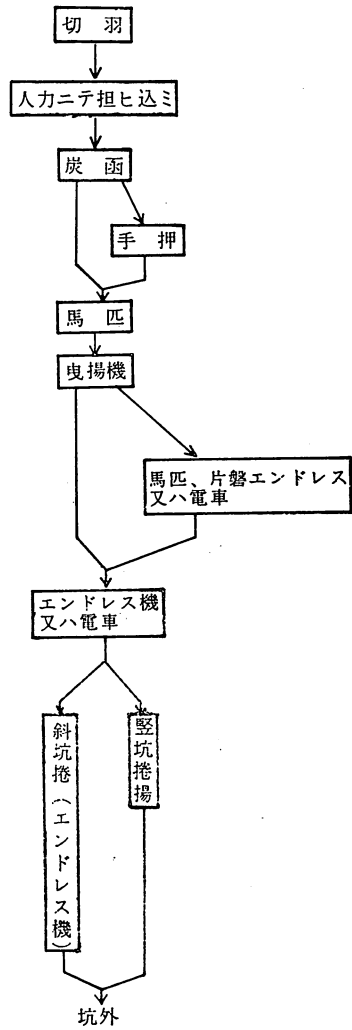 切羽
人力ニテ担ヒ込ミ
炭函
手押
馬匹
曳揚機
馬匹、片磐エンドレス
又ハ電車
エンドレス機
又ハ電車
斜坑捲（エンドレス機）
竪坑捲揚
坑外